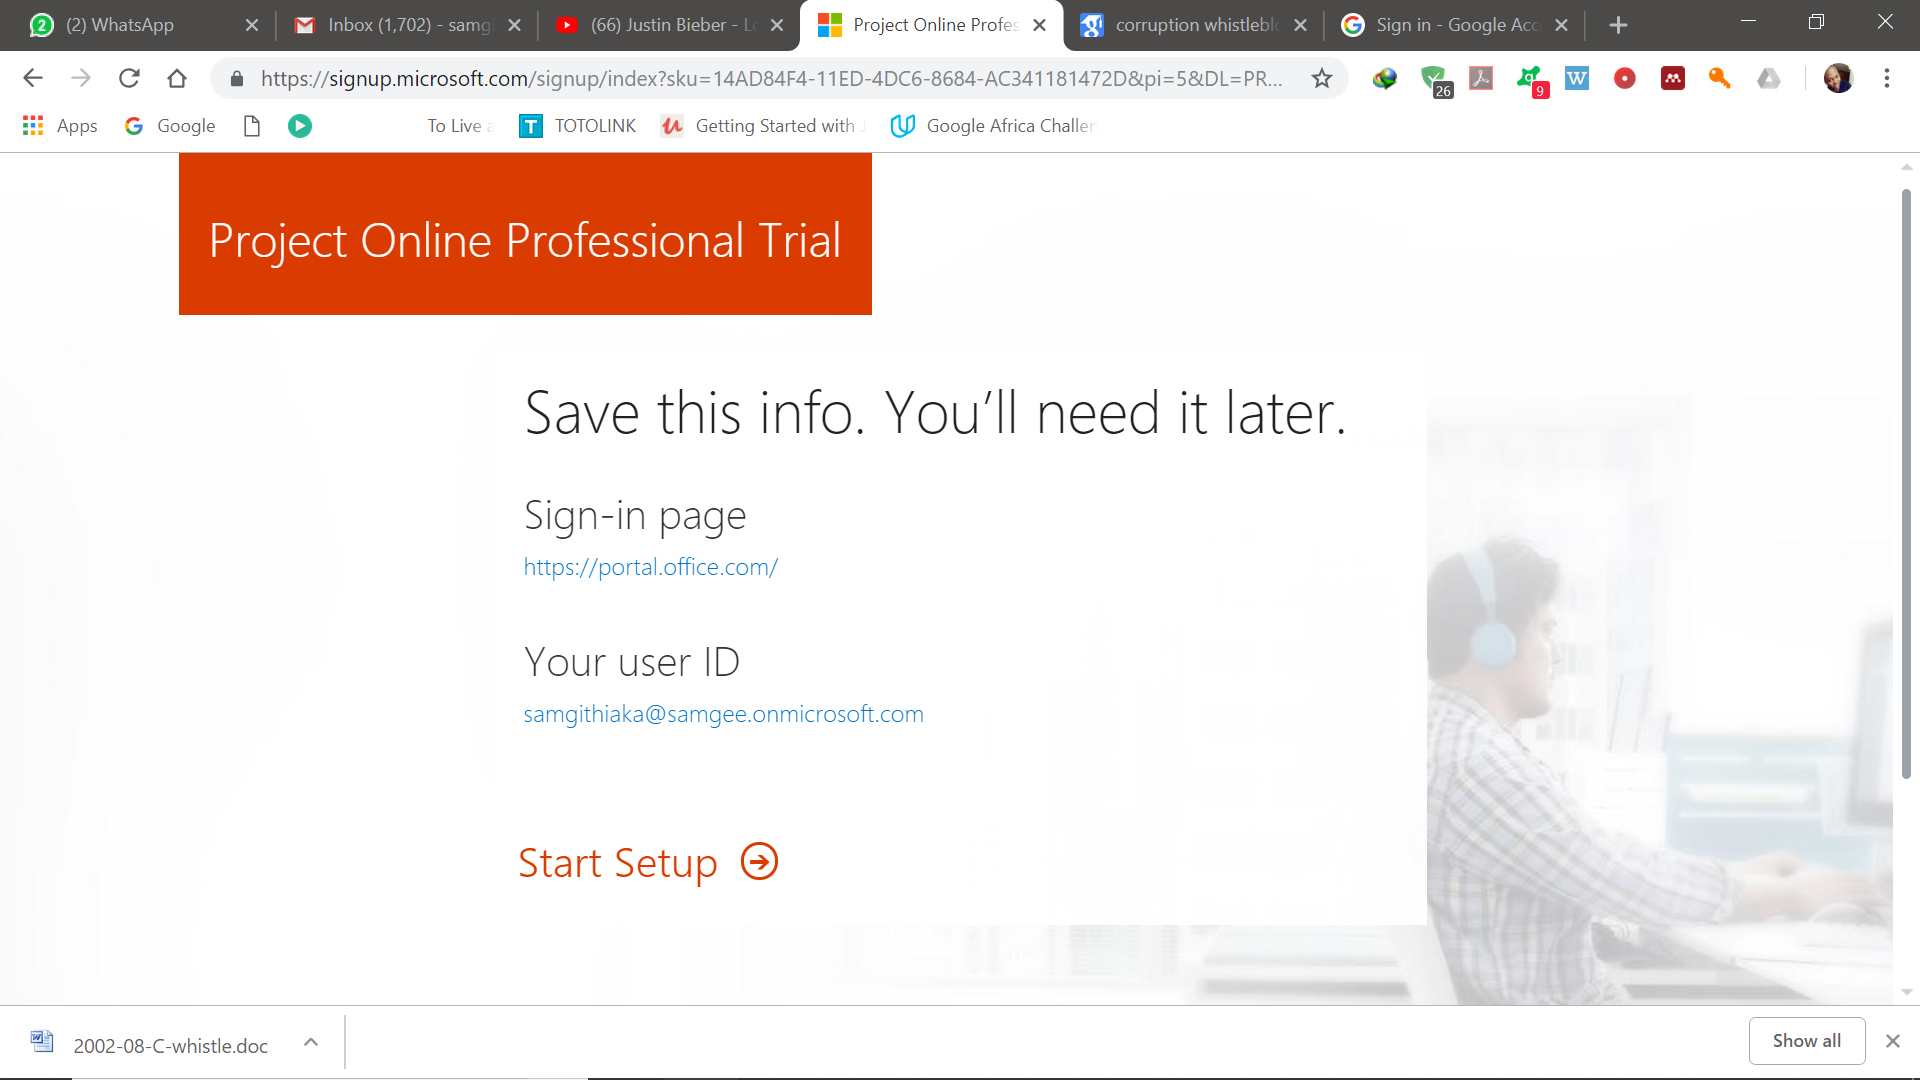 (2) WhatsApp
Inbox (1,702) - samg
(66) Justin Bieber - L
Project Online Profes
corruption whistleblo
Sign in - Google Acc
https://signup.microsoft.com/signup/index?sku=14AD84F4-11ED-4DC6-8684-AC341181472D&pi=5&DL=PR...
26
9
W
Apps
Google
To Live a
TOTOLINK
Getting Started with J
Google Africa Challen
Project Online Professional Trial
Save this info. You’ll need it later.
Sign-in page
https://portal.office.com/
Your user ID
samgithiaka@samgee.onmicrosoft.com
Start Setup
2002-08-C-whistle.doc
Show all